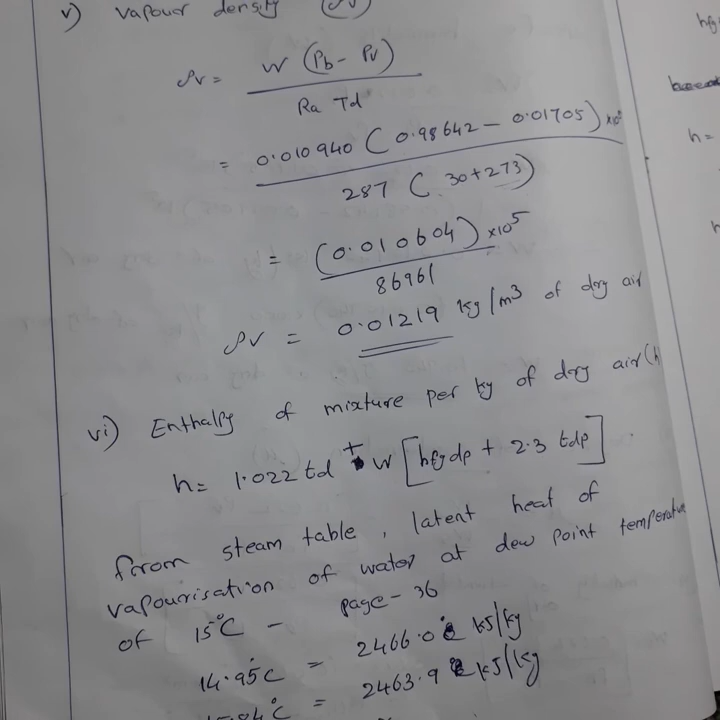 v) Vapour density (ρv)
ρv = W (Pb - Pv)
Ra Td
= 0.010940 (0.98642 - 0.01705) x10
287 (30+273)
= (0.010604) x10^5
86961
ρv = 0.01219 kg/m3 of dry air
vi) Enthalpy of mixture per kg of dry air (h
h = 1.022 td + W [hfg dp + 2.3 tdp]
from steam table, latent heat of
vapourisation of water at dew point temperature
of 15°C - page - 36
14.95°C = 2466.0 kJ/kg
= 2463.9 kJ/kg
hfg
h =